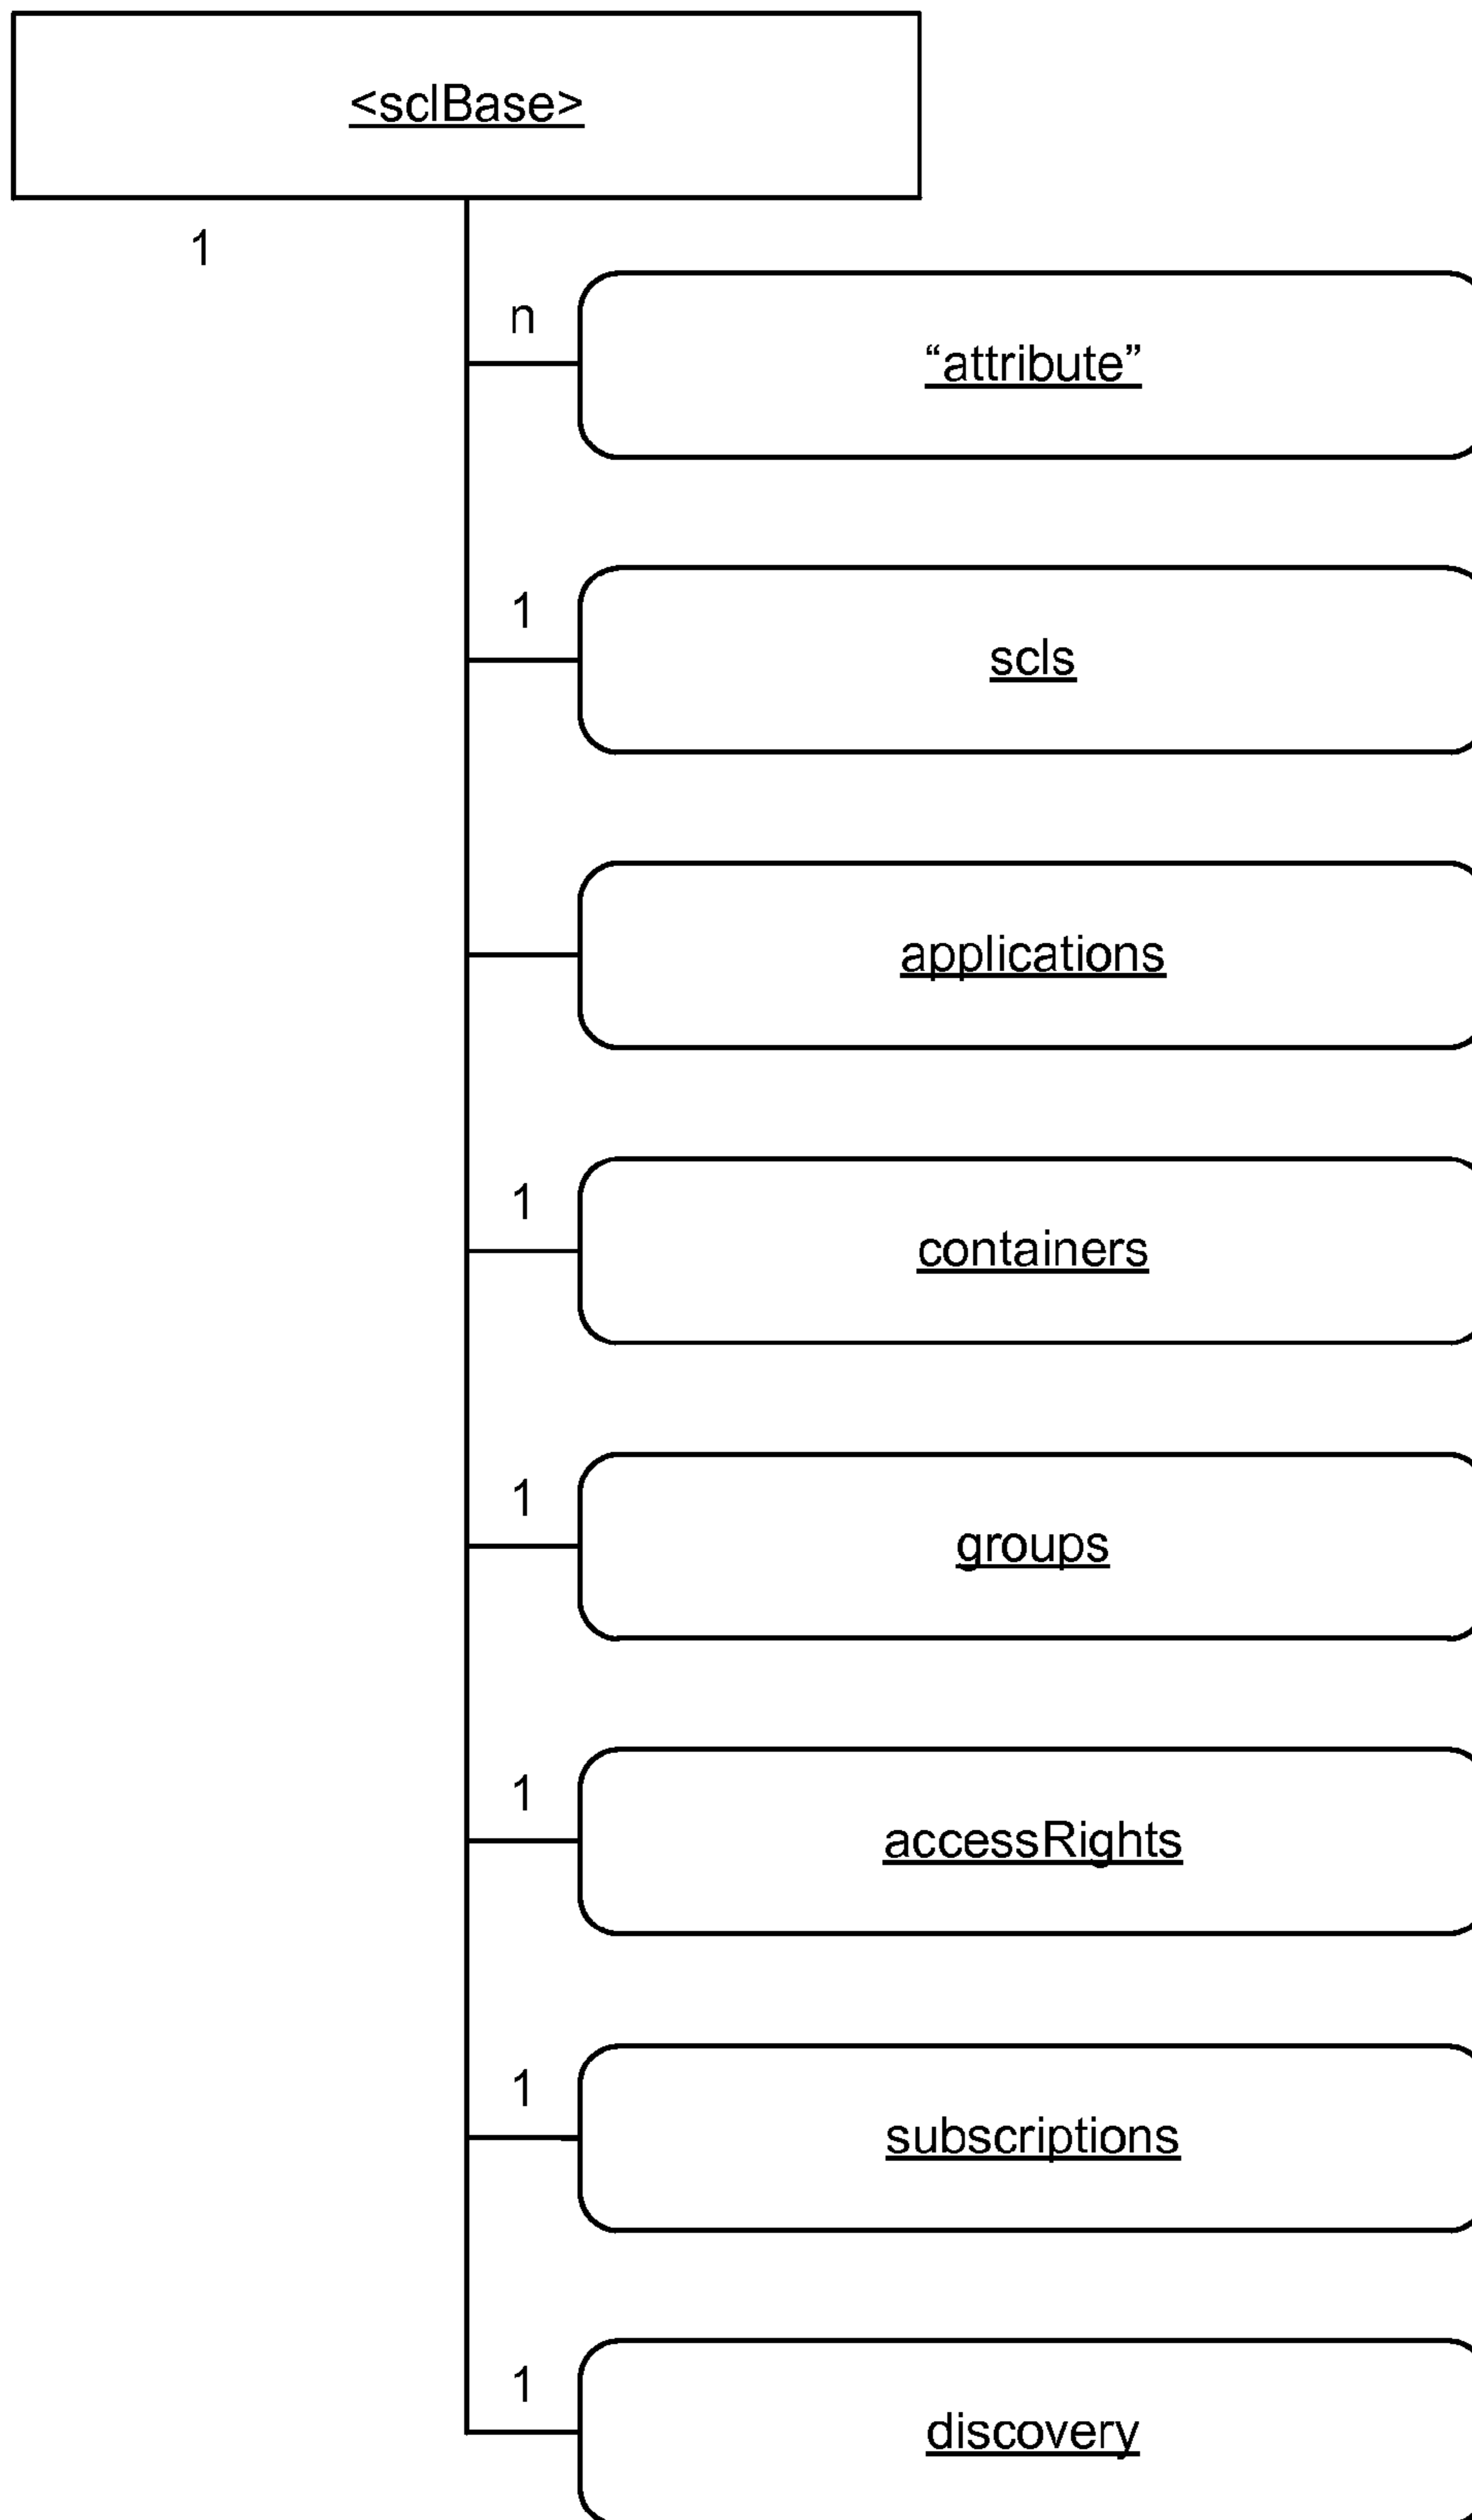 <sclBase>
1
n
“attribute”
1
scls
applications
1
containers
1
groups
1
accessRights
1
subscriptions
1
discovery